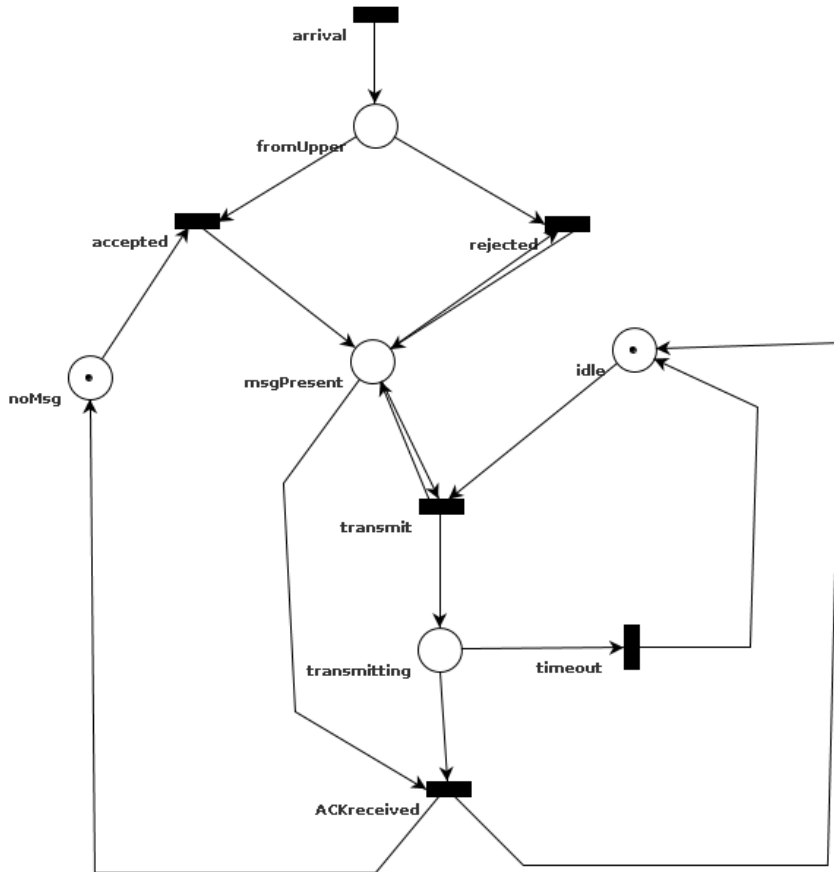 arrival
fromUpper
accepted
rejected
noMsg
msgPresent
idle
transmit
transmitting
timeout
ACKreceived